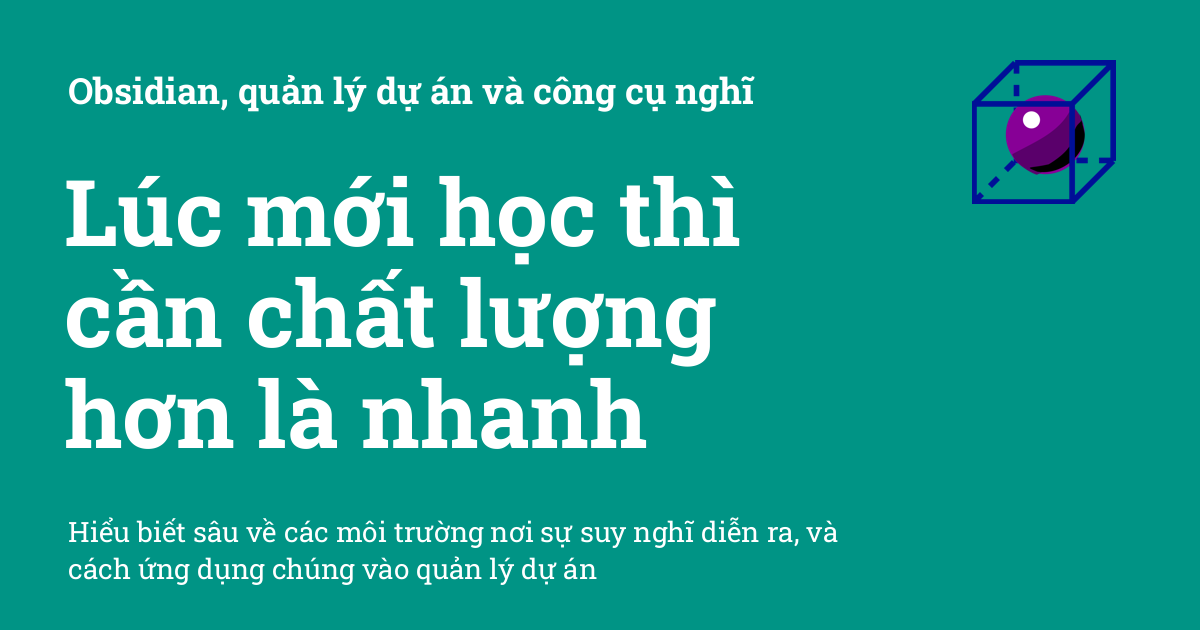 Obsidian, quản lý dự án và công cụ nghĩ
Lúc mới học thì
cần chất lượng
hơn là nhanh
Hiểu biết sâu về các môi trường nơi sự suy nghĩ diễn ra, và
cách ứng dụng chúng vào quản lý dự án